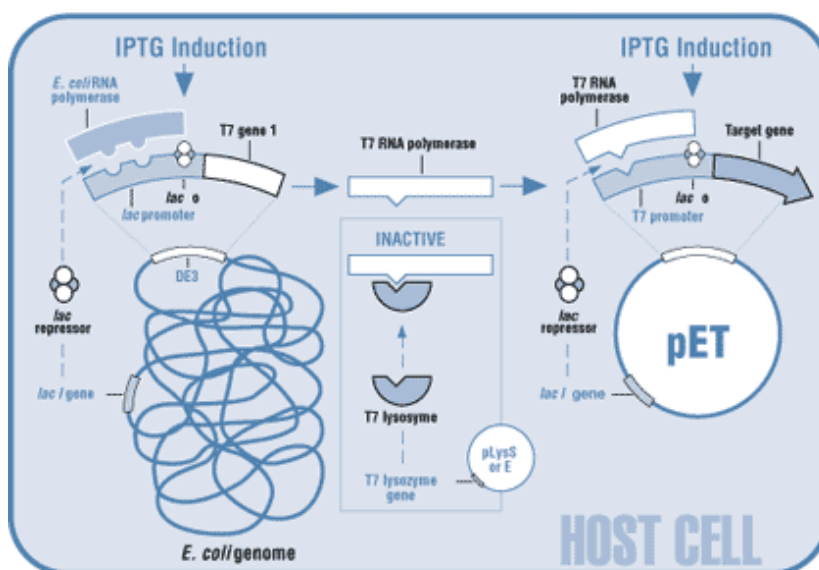 IPTG Induction
E. coli RNA
polymerase
T7 gene 1
lac o
lac promoter
DE3
lac
repressor
lac I gene
E. coli genome
T7 RNA polymerase
INACTIVE
T7 lysosyme
T7 lysozyme
gene
pLysS
or E
IPTG Induction
T7 RNA
polymerase
Target gene
lac o
T7 promoter
lac
repressor
lac I gene
pET
HOST CELL